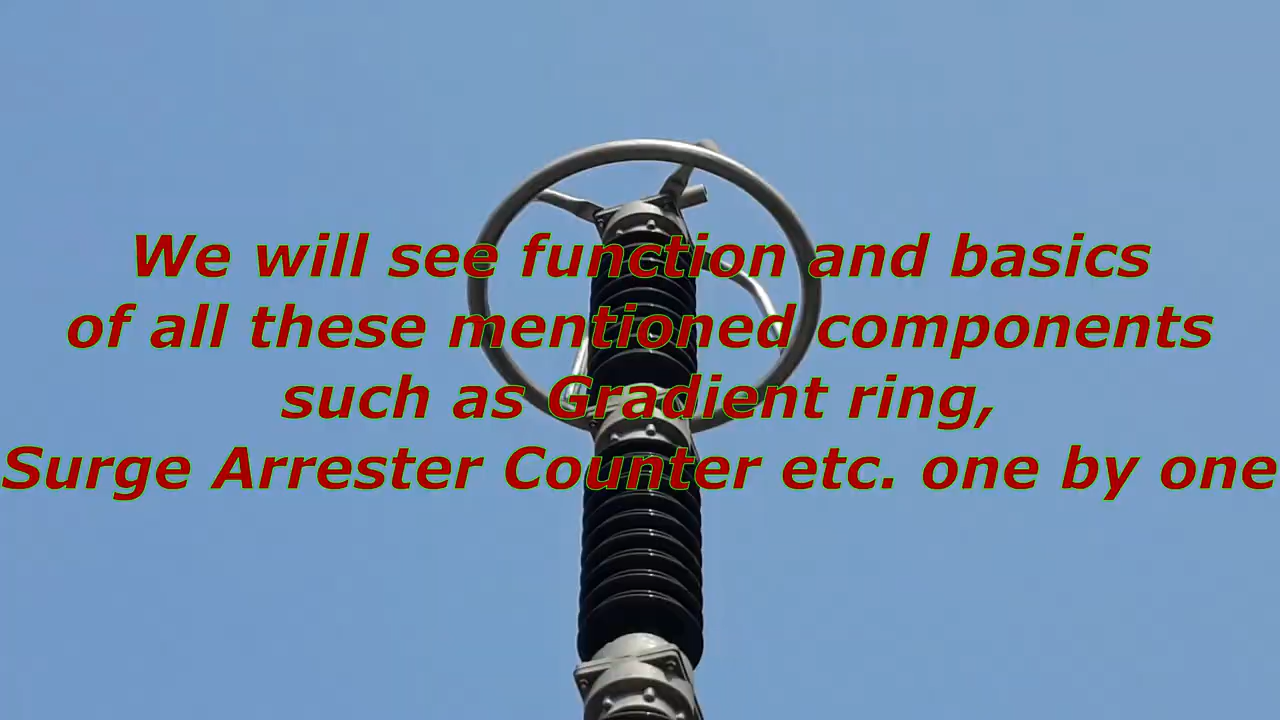 We will see function and basics
of all these mentioned components
such as Gradient ring,
Surge Arrester Counter etc. one by one